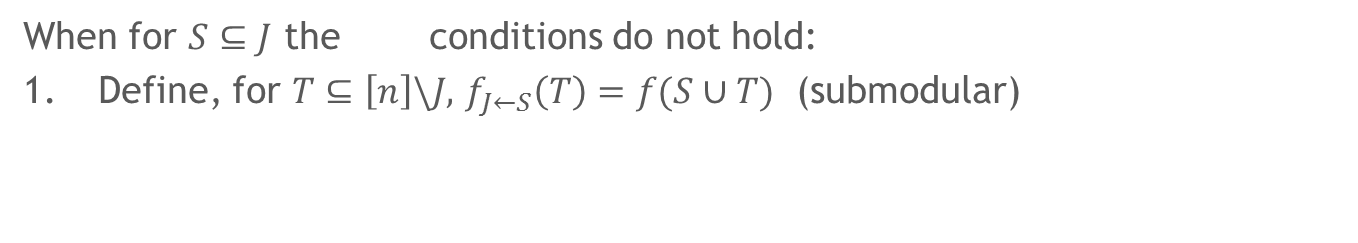 When for S ⊆ J the conditions do not hold:
1. Define, for T ⊆ [n]\J, f_{J←S}(T) = f(S ∪ T) (submodular)